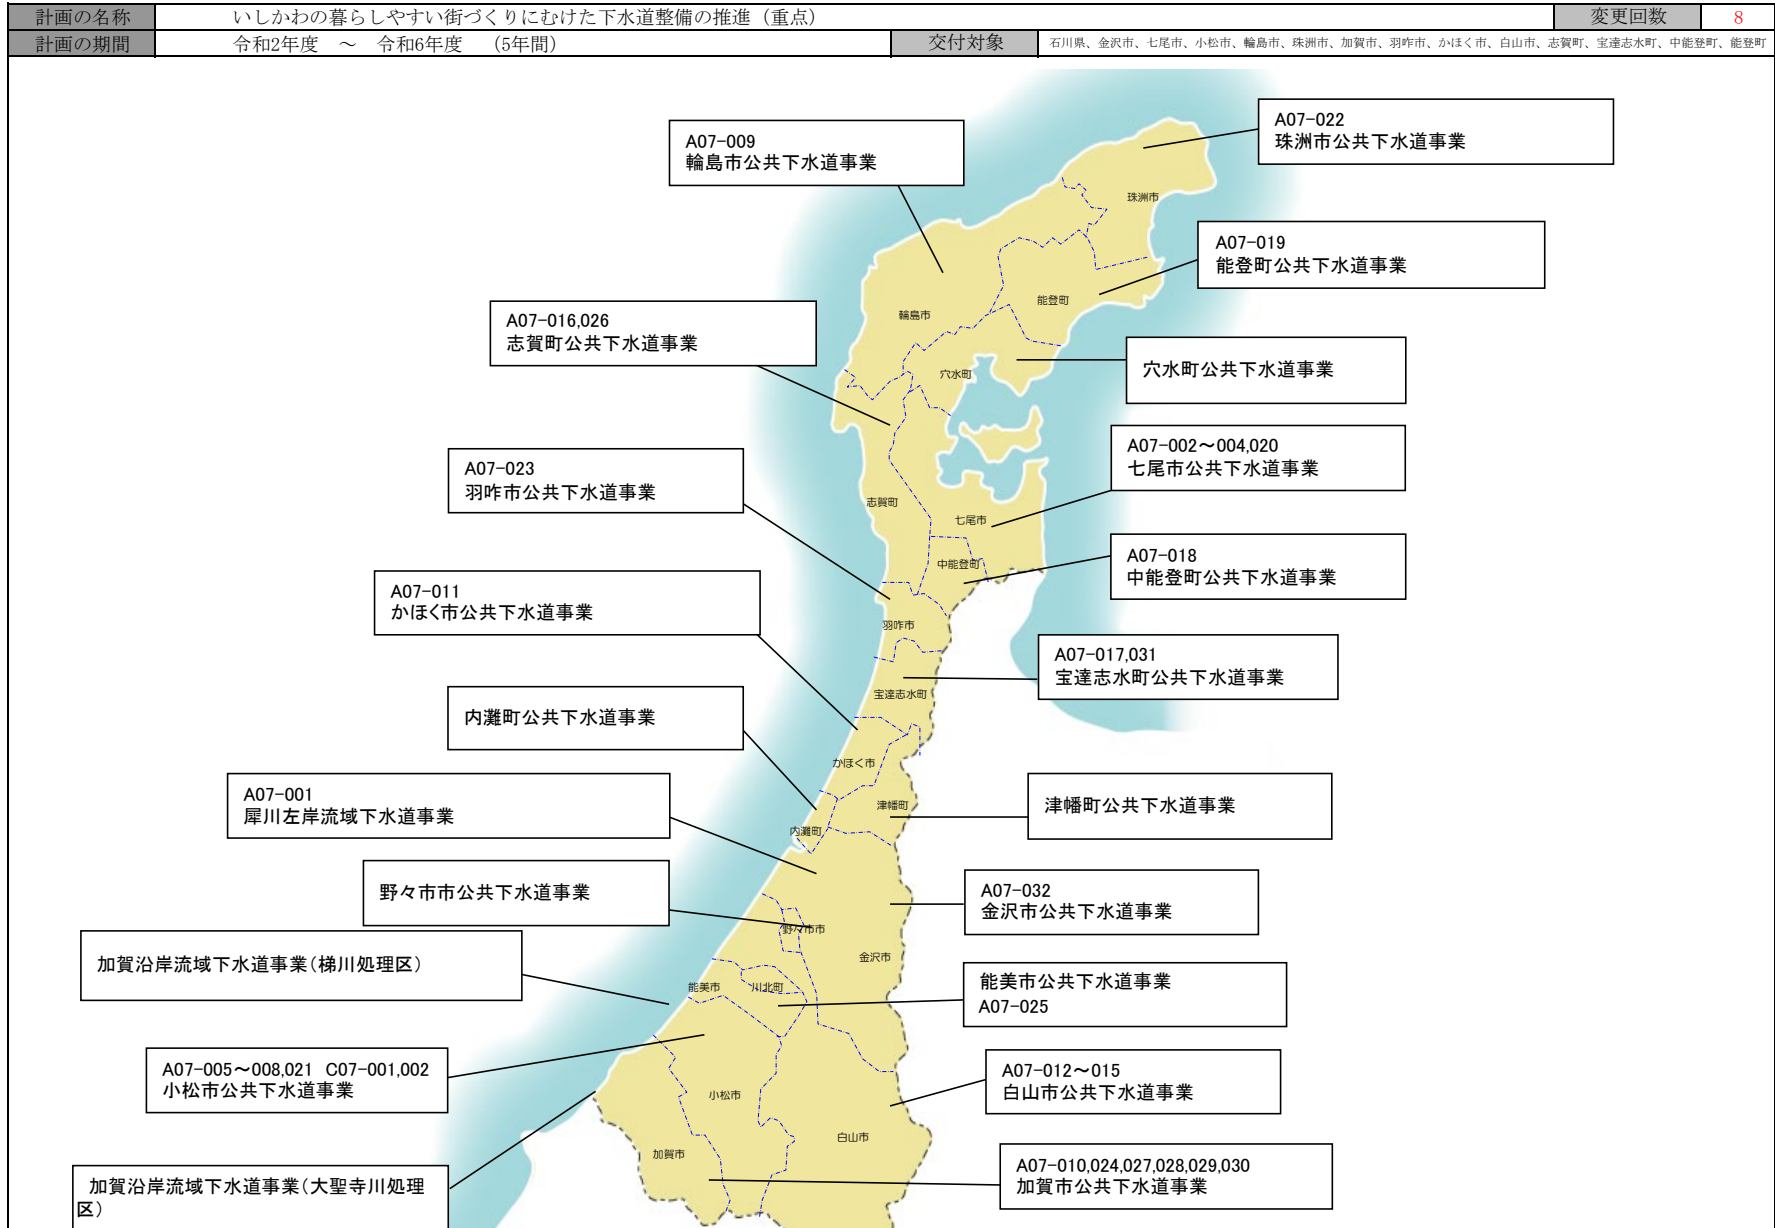 計画の名称 いしかわの暮らしやすい街づくりにむけた下水道整備の推進（重点） 変更回数 8
計画の期間 令和2年度 ～ 令和6年度 （5年間） 交付対象 石川県、金沢市、七尾市、小松市、輪島市、珠洲市、加賀市、羽咋市、かほく市、白山市、志賀町、宝達志水町、中能登町、能登町
A07-022
珠洲市公共下水道事業
A07-009
輪島市公共下水道事業
珠洲市
A07-019
能登町公共下水道事業
能登町
輪島市
A07-016,026
志賀町公共下水道事業
穴水町公共下水道事業
穴水町
A07-002～004,020
七尾市公共下水道事業
A07-023
羽咋市公共下水道事業
志賀町
七尾市
A07-018
中能登町公共下水道事業
中能登町
A07-011
かほく市公共下水道事業
羽咋市
A07-017,031
宝達志水町公共下水道事業
宝達志水町
内灘町公共下水道事業
かほく市
A07-001
犀川左岸流域下水道事業
津幡町
津幡町公共下水道事業
内灘町
野々市市公共下水道事業
A07-032
金沢市公共下水道事業
野々市市
金沢市
加賀沿岸流域下水道事業（梯川処理区）
能美市
川北町
能美市公共下水道事業
A07-025
A07-005～008,021 C07-001,002
小松市公共下水道事業
A07-012～015
白山市公共下水道事業
小松市
白山市
加賀市
A07-010,024,027,028,029,030
加賀市公共下水道事業
加賀沿岸流域下水道事業（大聖寺川処理
区）